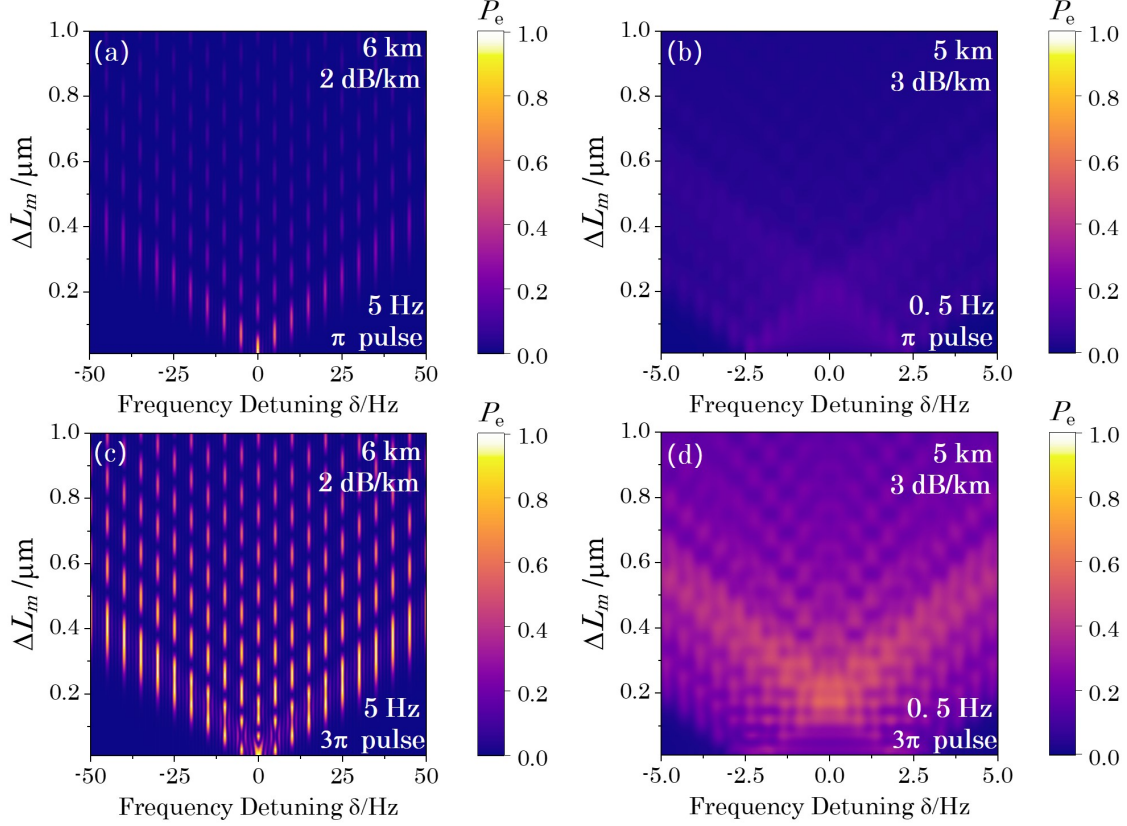 Pₑ
Pₑ
(a)
6 km
2 dB/km
5 Hz
π pulse
1.0
0.8
0.6
0.4
0.2
ΔLₘ /μm
-50
-25
0
25
50
Frequency Detuning δ/Hz
1.0
0.8
0.6
0.4
0.2
0.0
(b)
5 km
3 dB/km
0. 5 Hz
π pulse
1.0
0.8
0.6
0.4
0.2
ΔLₘ /μm
-5.0
-2.5
0.0
2.5
5.0
Frequency Detuning δ/Hz
1.0
0.8
0.6
0.4
0.2
0.0
Pₑ
Pₑ
(c)
6 km
2 dB/km
5 Hz
3π pulse
1.0
0.8
0.6
0.4
0.2
ΔLₘ /μm
-50
-25
0
25
50
Frequency Detuning δ/Hz
1.0
0.8
0.6
0.4
0.2
0.0
(d)
5 km
3 dB/km
0. 5 Hz
3π pulse
1.0
0.8
0.6
0.4
0.2
ΔLₘ /μm
-5.0
-2.5
0.0
2.5
5.0
Frequency Detuning δ/Hz
1.0
0.8
0.6
0.4
0.2
0.0